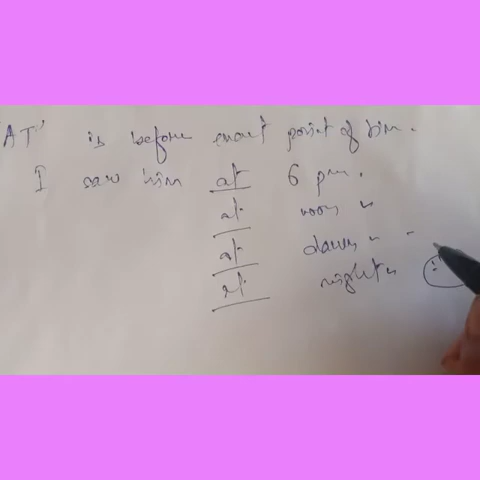 'AT' is before exact point of time.
I saw him at 6 pm.
at noon "
at dawn " "
at night "